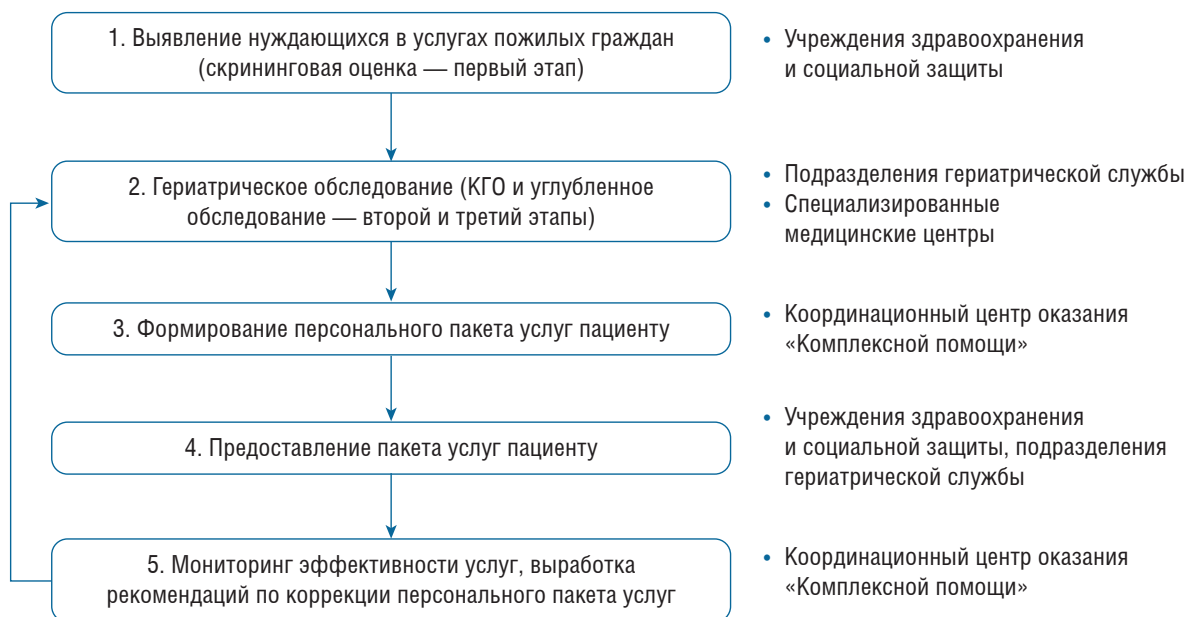 1. Выявление нуждающихся в услугах пожилых граждан
(скрининговая оценка — первый этап)
• Учреждения здравоохранения
и социальной защиты
2. Гериатрическое обследование (КГО и углубленное
обследование — второй и третий этапы)
• Подразделения гериатрической службы
• Специализированные
медицинские центры
3. Формирование персонального пакета услуг пациенту
• Координационный центр оказания
«Комплексной помощи»
4. Предоставление пакета услуг пациенту
• Учреждения здравоохранения
и социальной защиты, подразделения
гериатрической службы
5. Мониторинг эффективности услуг, выработка
рекомендаций по коррекции персонального пакета услуг
• Координационный центр оказания
«Комплексной помощи»